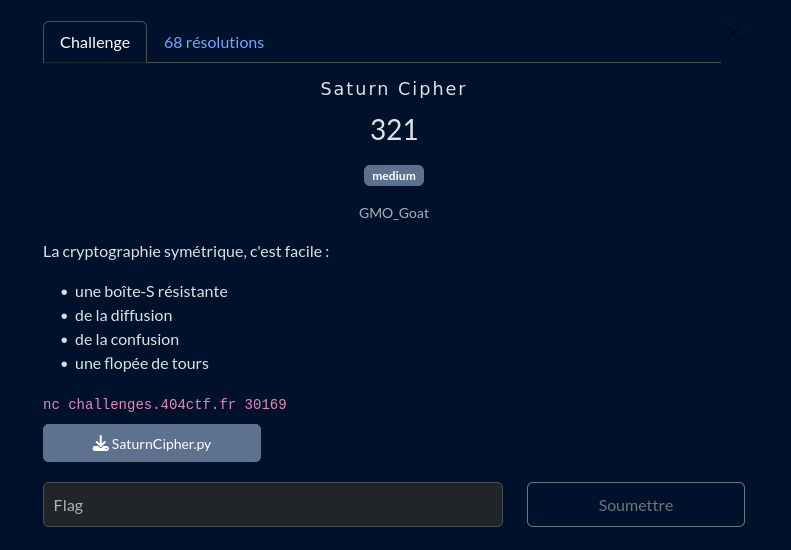 Challenge
68 résolutions
Saturn Cipher
321
medium
GMO_Goat
La cryptographie symétrique, c'est facile :
• une boîte-S résistante
• de la diffusion
• de la confusion
• une flopée de tours
nc challenges.404ctf.fr 30169
SaturnCipher.py
Flag
Soumettre